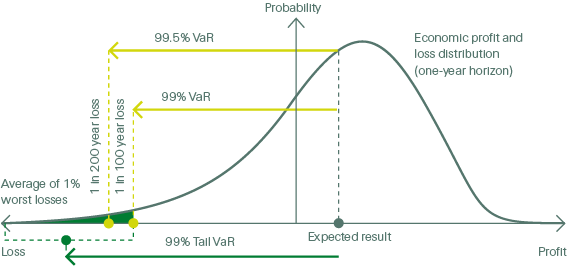 Probability
99.5% VaR
Economic profit and
loss distribution
(one-year horizon)
99% VaR
1 in 200 year loss
1 in 100 year loss
Average of 1%
worst losses
Expected result
99% Tail VaR
Loss
Profit